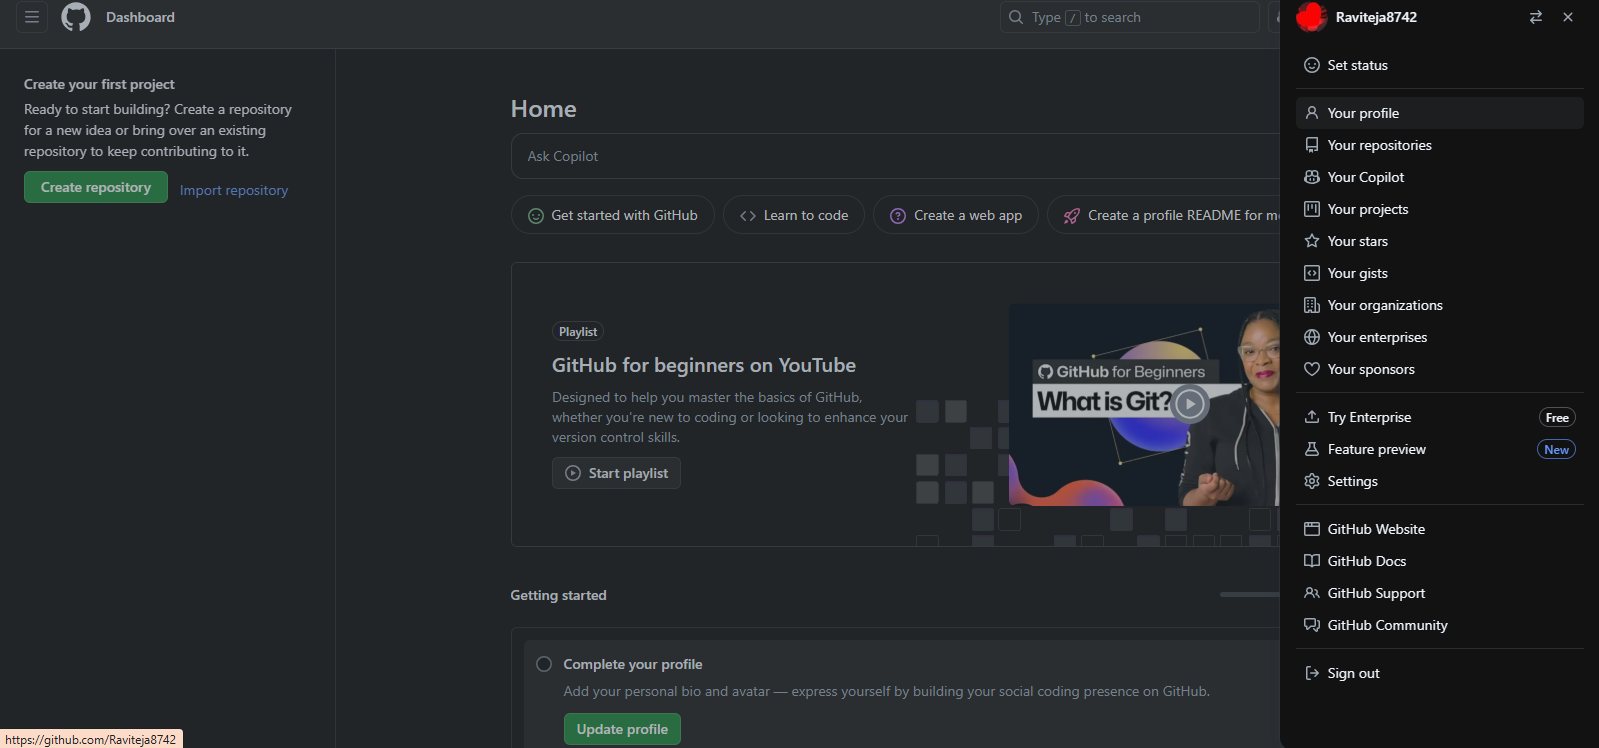 Dashboard
Type / to search
Create your first project
Ready to start building? Create a repository
for a new idea or bring over an existing
repository to keep contributing to it.
Create repository
Import repository
Home
Ask Copilot
Get started with GitHub
Learn to code
Create a web app
Create a profile README for me
Playlist
GitHub for beginners on YouTube
Designed to help you master the basics of GitHub,
whether you're new to coding or looking to enhance your
version control skills.
Start playlist
GitHub for Beginners
What is Git?
Getting started
Complete your profile
Add your personal bio and avatar — express yourself by building your social coding presence on GitHub.
Update profile
https://github.com/Raviteja8742
Raviteja8742
Set status
Your profile
Your repositories
Your Copilot
Your projects
Your stars
Your gists
Your organizations
Your enterprises
Your sponsors
Try Enterprise
Free
Feature preview
New
Settings
GitHub Website
GitHub Docs
GitHub Support
GitHub Community
Sign out